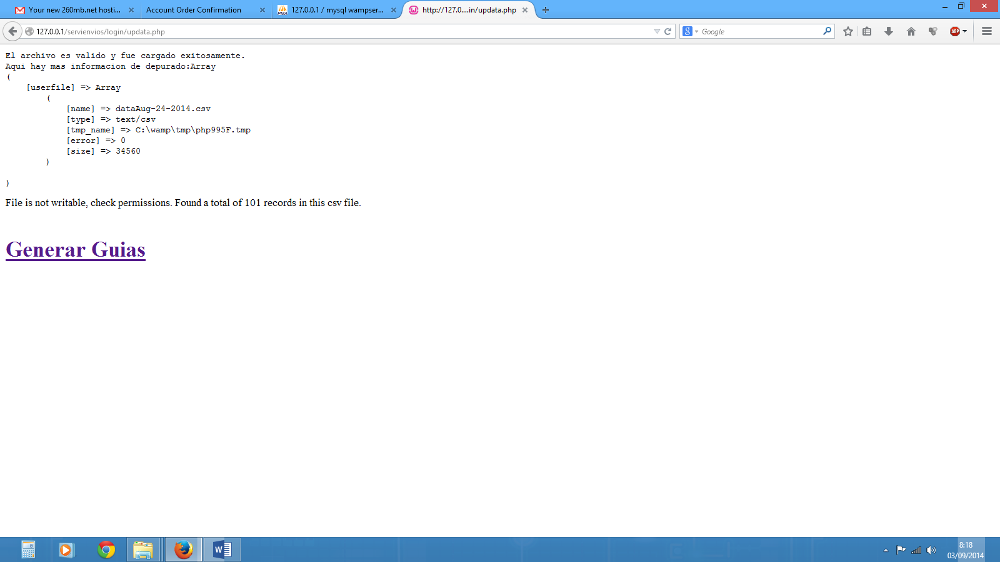 Your new 260mb.net hosti...
Account Order Confirmation
127.0.0.1 / mysql wampser...
http://127.0....in/updata.php
127.0.0.1/servienvios/login/updata.php
Google
ABP
El archivo es valido y fue cargado exitosamente.
Aqui hay mas informacion de depurado:Array
(
    [userfile] => Array
        (
            [name] => dataAug-24-2014.csv
            [type] => text/csv
            [tmp_name] => C:\wamp\tmp\php995F.tmp
            [error] => 0
            [size] => 34560
        )
)
File is not writable, check permissions. Found a total of 101 records in this csv file.
Generar Guias
8:18
03/09/2014